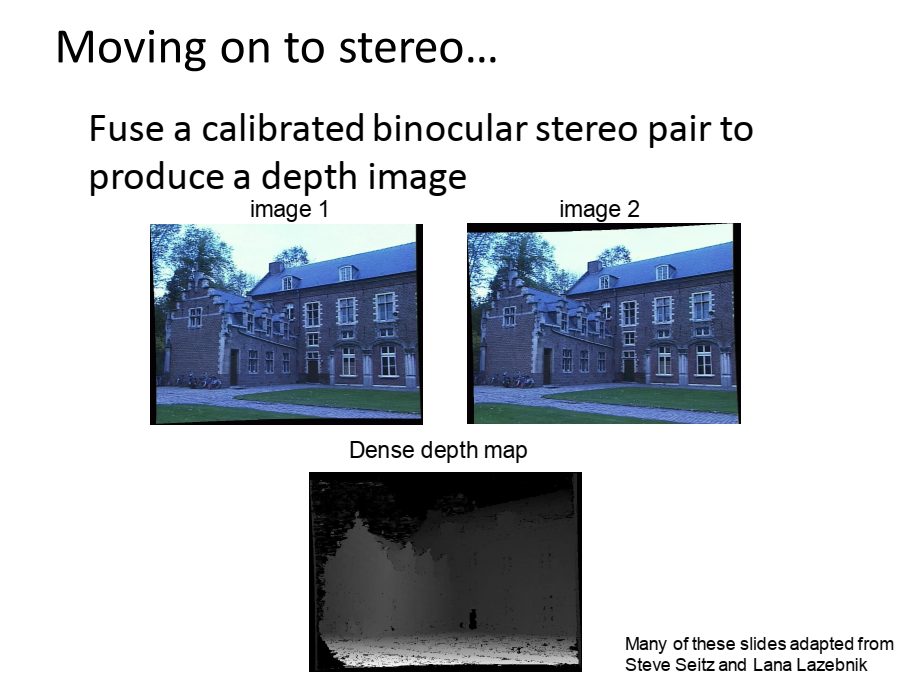 Moving on to stereo…
Fuse a calibrated binocular stereo pair to
produce a depth image
image 1
image 2
Dense depth map
Many of these slides adapted from
Steve Seitz and Lana Lazebnik